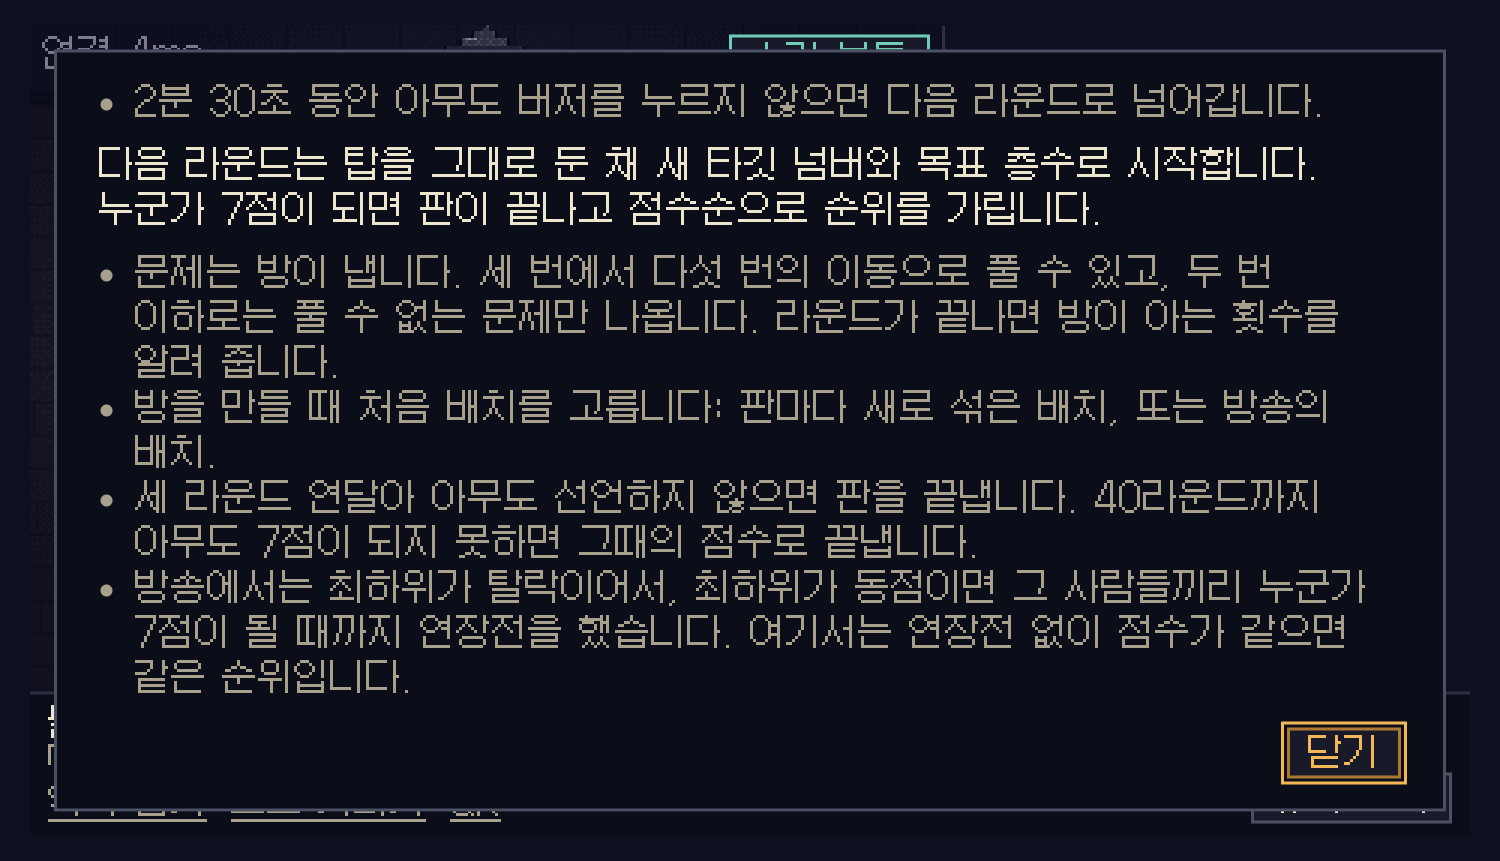 • 2분 30초 동안 아무도 버저를 누르지 않으면 다음 라운드로 넘어갑니다.
다음 라운드는 탑을 그대로 둔 채 새 타깃 넘버와 목표 층수로 시작합니다.
누군가 7점이 되면 판이 끝나고 점수순으로 순위를 가립니다.
• 문제는 방이 냅니다. 세 번에서 다섯 번의 이동으로 풀 수 있고, 두 번
이하로는 풀 수 없는 문제만 나옵니다. 라운드가 끝나면 방이 아는 횟수를
알려 줍니다.
• 방을 만들 때 처음 배치를 고릅니다: 판마다 새로 섞은 배치, 또는 방송의
배치.
• 세 라운드 연달아 아무도 선언하지 않으면 판을 끝냅니다. 40라운드까지
아무도 7점이 되지 못하면 그때의 점수로 끝냅니다.
• 방송에서는 최하위가 탈락이어서, 최하위가 동점이면 그 사람들끼리 누군가
7점이 될 때까지 연장전을 했습니다. 여기서는 연장전 없이 점수가 같으면
같은 순위입니다.
닫기